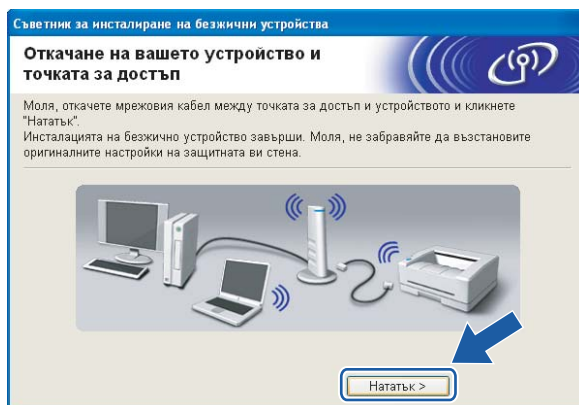 Съветник за инсталиране на безжични устройства
Откачане на вашето устройство и
точката за достъп
Моля, откачете мрежовия кабел между точката за достъп и устройството и кликнете
"Нататък".
Инсталацията на безжично устройство завърши. Моля, не забравяйте да възстановите
оригиналните настройки на защитната ви стена.
Нататък >